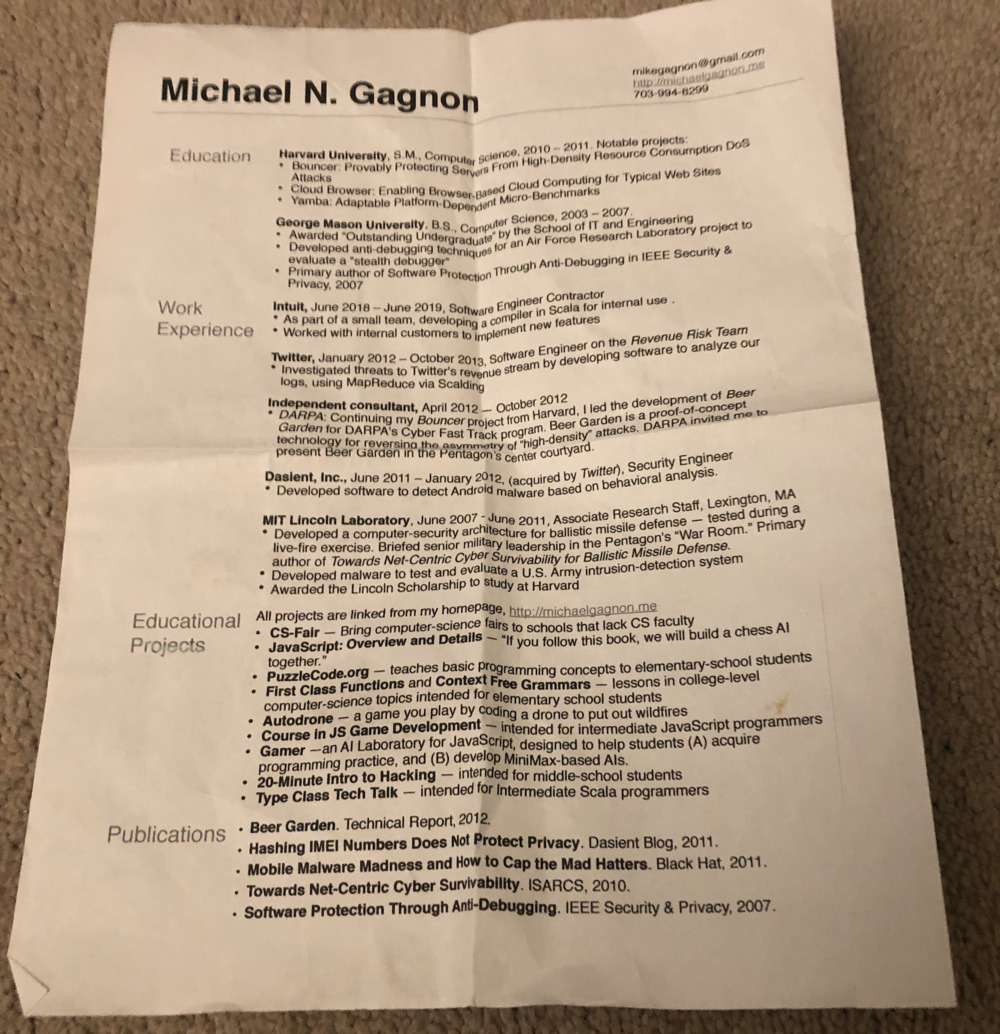 Michael N. Gagnon
mikegagnon@gmail.com
http://michaelgagnon.me
703-994-8299
Education
Harvard University, S.M., Computer Science, 2010 – 2011. Notable projects:
• Bouncer: Provably Protecting Servers From High-Density Resource Consumption DoS
Attacks
• Cloud Browser: Enabling Browser-Based Cloud Computing for Typical Web Sites
• Yamba: Adaptable Platform-Dependent Micro-Benchmarks
George Mason University, B.S., Computer Science, 2003 – 2007.
• Awarded "Outstanding Undergraduate" by the School of IT and Engineering
• Developed anti-debugging techniques for an Air Force Research Laboratory project to
evaluate a "stealth debugger"
• Primary author of Software Protection Through Anti-Debugging in IEEE Security &
Privacy, 2007
Work
Experience
Intuit, June 2018 – June 2019, Software Engineer Contractor
• As part of a small team, developing a compiler in Scala for internal use .
• Worked with internal customers to implement new features
Twitter, January 2012 – October 2013, Software Engineer on the Revenue Risk Team
• Investigated threats to Twitter's revenue stream by developing software to analyze our
logs, using MapReduce via Scalding
Independent consultant, April 2012 — October 2012
• DARPA: Continuing my Bouncer project from Harvard, I led the development of Beer
Garden for DARPA's Cyber Fast Track program. Beer Garden is a proof-of-concept
technology for reversing the asymmetry of "high-density" attacks. DARPA invited me to
present Beer Garden in the Pentagon's center courtyard.
Dasient, Inc., June 2011 – January 2012, (acquired by Twitter), Security Engineer
• Developed software to detect Android malware based on behavioral analysis.
MIT Lincoln Laboratory, June 2007 - June 2011, Associate Research Staff, Lexington, MA
• Developed a computer-security architecture for ballistic missile defense — tested during a
live-fire exercise. Briefed senior military leadership in the Pentagon's "War Room." Primary
author of Towards Net-Centric Cyber Survivability for Ballistic Missile Defense.
• Developed malware to test and evaluate a U.S. Army intrusion-detection system
• Awarded the Lincoln Scholarship to study at Harvard
Educational
Projects
All projects are linked from my homepage, http://michaelgagnon.me
• CS-Fair — Bring computer-science fairs to schools that lack CS faculty
• JavaScript: Overview and Details — "If you follow this book, we will build a chess AI
together."
• PuzzleCode.org — teaches basic programming concepts to elementary-school students
• First Class Functions and Context Free Grammars — lessons in college-level
computer-science topics intended for elementary school students
• Autodrone — a game you play by coding a drone to put out wildfires
• Course in JS Game Development — intended for intermediate JavaScript programmers
• Gamer —an AI Laboratory for JavaScript, designed to help students (A) acquire
programming practice, and (B) develop MiniMax-based AIs.
• 20-Minute Intro to Hacking — intended for middle-school students
• Type Class Tech Talk — intended for Intermediate Scala programmers
Publications
• Beer Garden. Technical Report, 2012.
• Hashing IMEI Numbers Does Not Protect Privacy. Dasient Blog, 2011.
• Mobile Malware Madness and How to Cap the Mad Hatters. Black Hat, 2011.
• Towards Net-Centric Cyber Survivability. ISARCS, 2010.
• Software Protection Through Anti-Debugging. IEEE Security & Privacy, 2007.